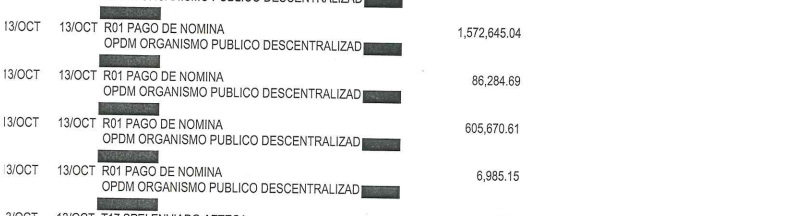 13/OCT 13/OCT R01 PAGO DE NOMINA 1,572,645.04
OPDM ORGANISMO PUBLICO DESCENTRALIZAD
13/OCT 13/OCT R01 PAGO DE NOMINA 86,284.69
OPDM ORGANISMO PUBLICO DESCENTRALIZAD
13/OCT 13/OCT R01 PAGO DE NOMINA 605,670.61
OPDM ORGANISMO PUBLICO DESCENTRALIZAD
13/OCT 13/OCT R01 PAGO DE NOMINA 6,985.15
OPDM ORGANISMO PUBLICO DESCENTRALIZAD